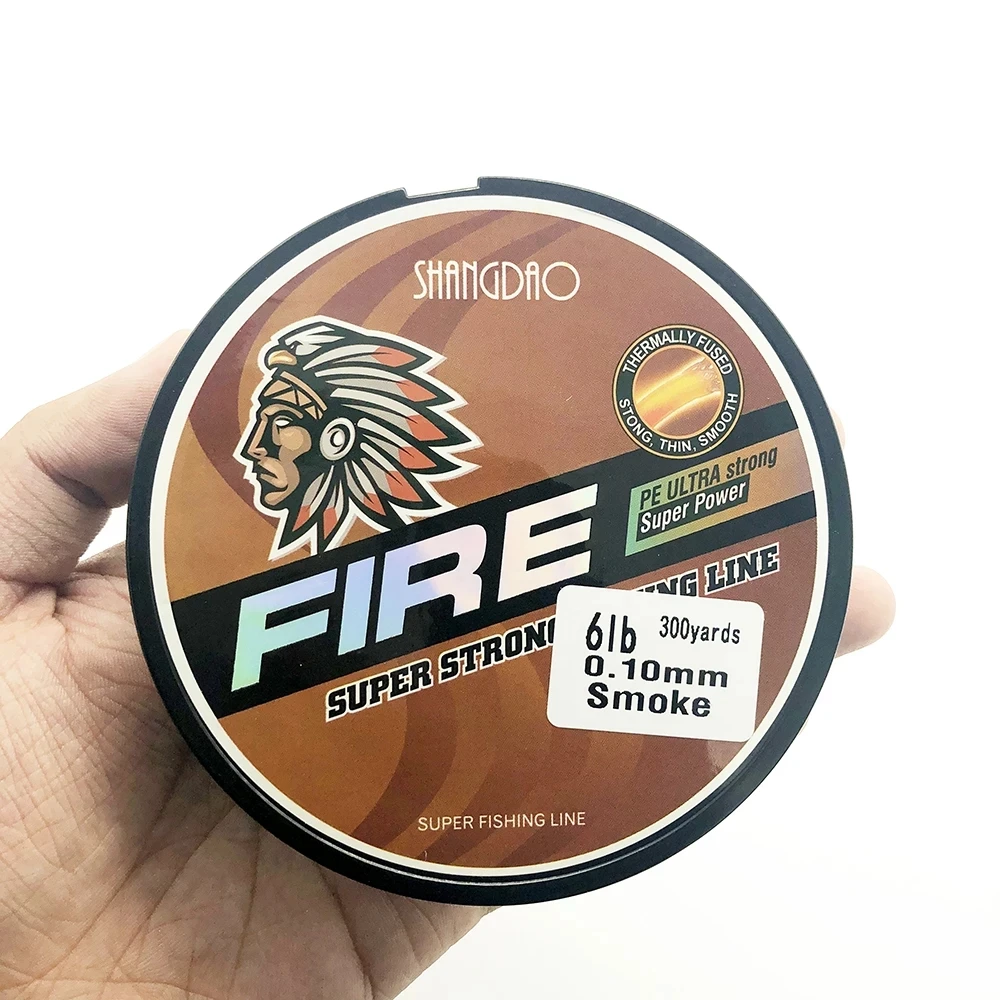 SHANGDAO
THERMALLY FUSED
STONG, THIN, SMOOTH
PE ULTRA strong
Super Power
FIRE
SUPER STRONG LINE
6lb 300yards
0.10mm
Smoke
SUPER FISHING LINE